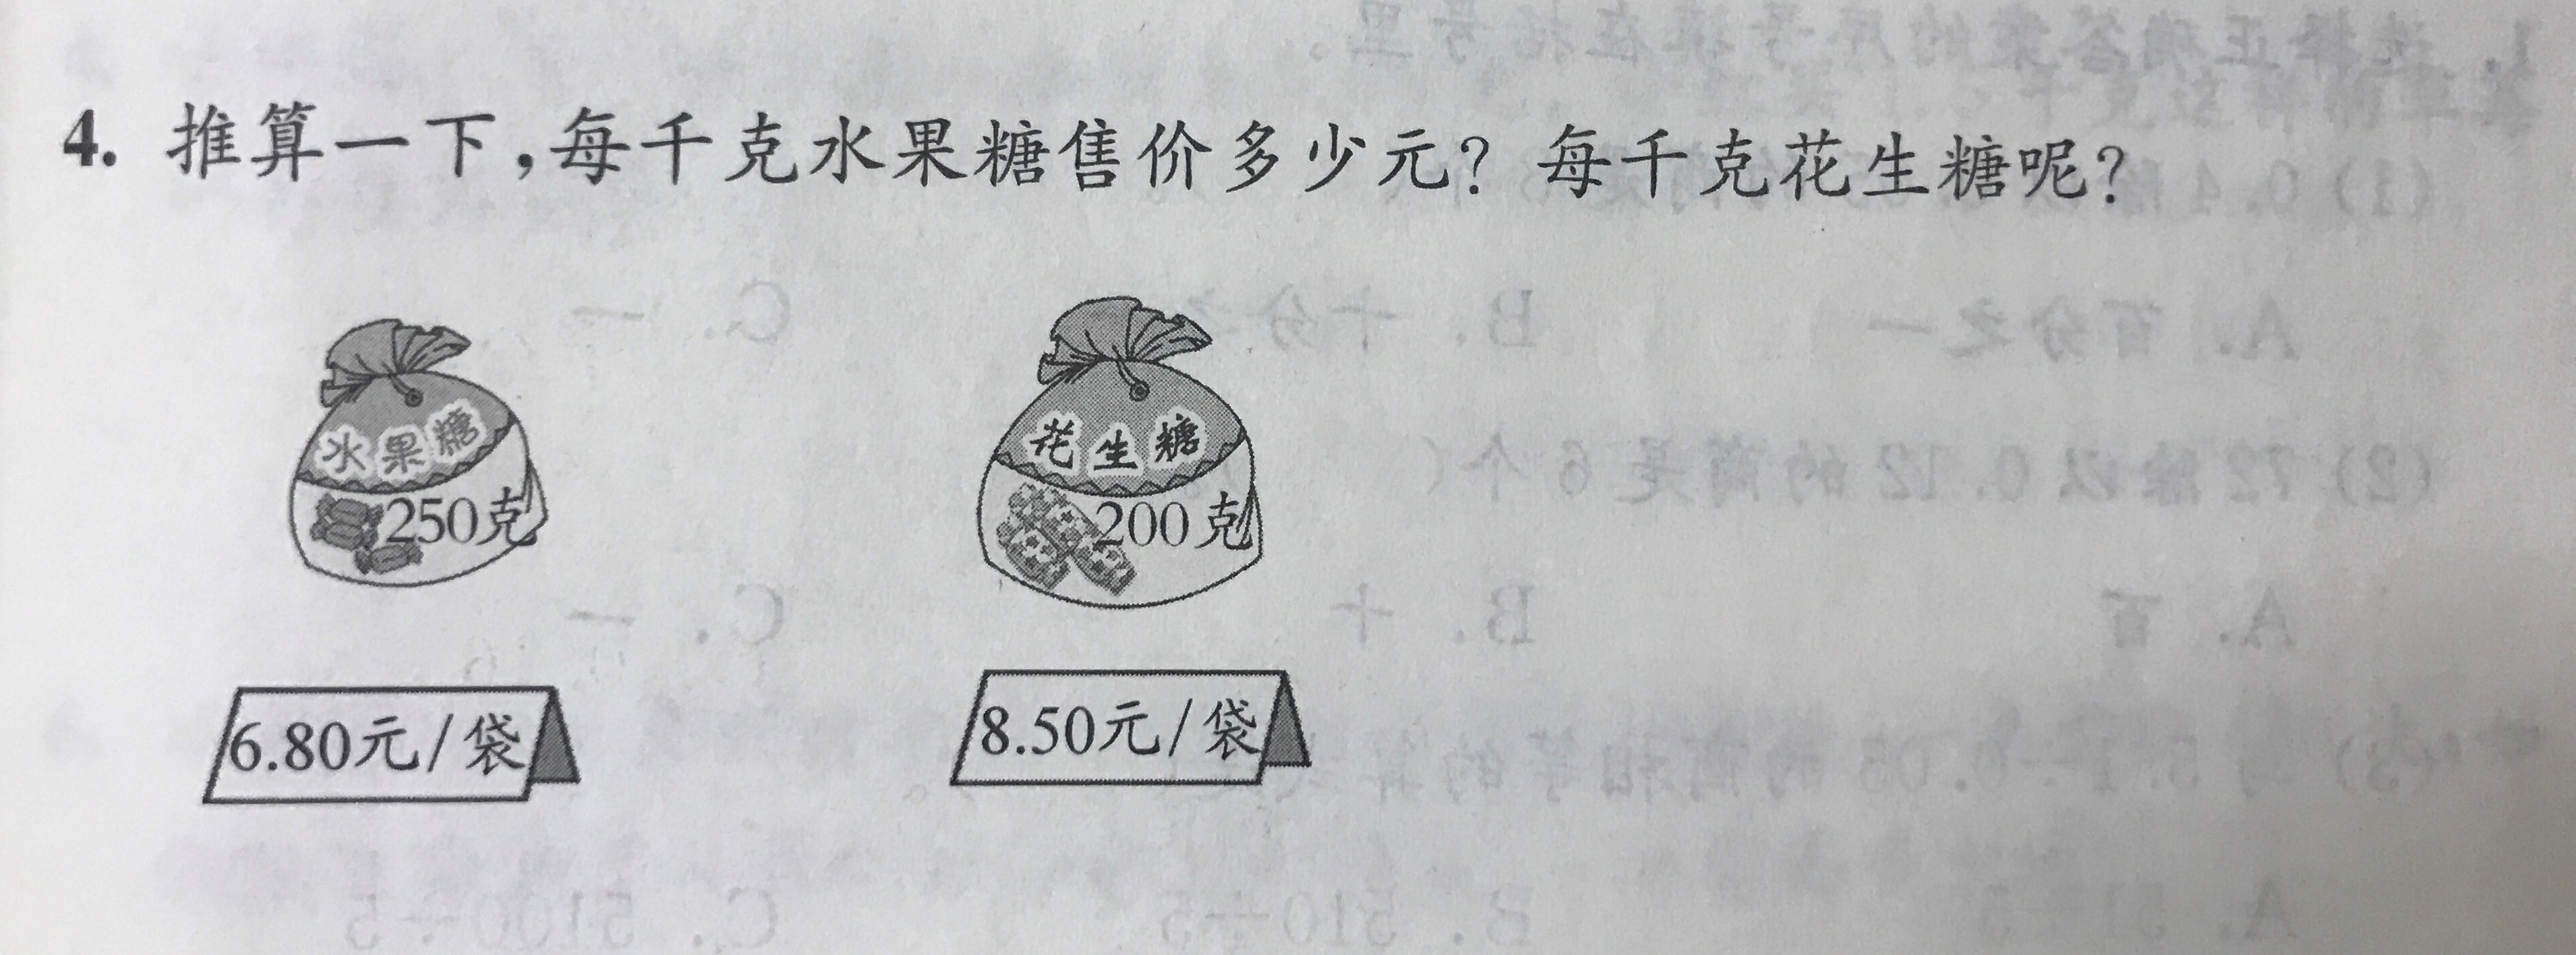 4. 推算一下,每千克水果糖售价多少元? 每千克花生糖呢?
水果糖
250克
花生糖
200克
6.80元/袋
8.50元/袋